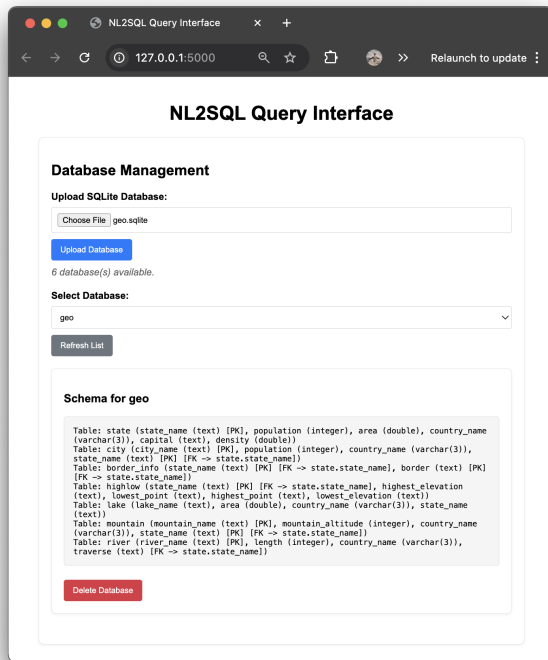 NL2SQL Query Interface
127.0.0.1:5000
Relaunch to update
NL2SQL Query Interface
Database Management
Upload SQLite Database:
Choose File geo.sqlite
Upload Database
6 database(s) available.
Select Database:
geo
Refresh List
Schema for geo
Table: state (state_name (text) [PK], population (integer), area (double), country_name
(varchar(3)), capital (text), density (double))
Table: city (city_name (text) [PK], population (integer), country_name (varchar(3)),
state_name (text) [PK] [FK -> state.state_name])
Table: border_info (state_name (text) [PK] [FK -> state.state_name], border (text) [PK]
[FK -> state.state_name])
Table: highlow (state_name (text) [PK] [FK -> state.state_name], highest_elevation
(text), lowest_point (text), highest_point (text), lowest_elevation (text))
Table: lake (lake_name (text), area (double), country_name (varchar(3)), state_name
(text))
Table: mountain (mountain_name (text) [PK], mountain_altitude (integer), country_name
(varchar(3)), state_name (text) [PK] [FK -> state.state_name])
Table: river (river_name (text) [PK], length (integer), country_name (varchar(3)),
traverse (text) [FK -> state.state_name])
Delete Database